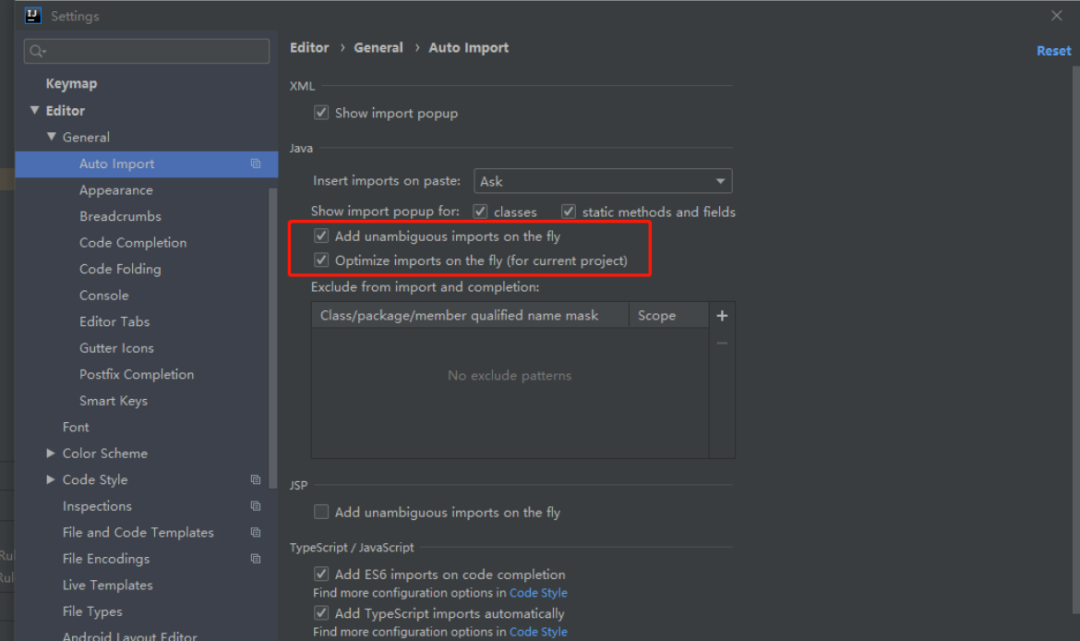 Settings
Editor › General › Auto Import
Reset
Keymap
Editor
General
Auto Import
Appearance
Breadcrumbs
Code Completion
Code Folding
Console
Editor Tabs
Gutter Icons
Postfix Completion
Smart Keys
Font
Color Scheme
Code Style
Inspections
File and Code Templates
File Encodings
Live Templates
File Types
Android Layout Editor
XML
Show import popup
Java
Insert imports on paste: Ask
Show import popup for: classes static methods and fields
Add unambiguous imports on the fly
Optimize imports on the fly (for current project)
Exclude from import and completion:
Class/package/member qualified name mask Scope
No exclude patterns
JSP
Add unambiguous imports on the fly
TypeScript / JavaScript
Add ES6 imports on code completion
Find more configuration options in Code Style
Add TypeScript imports automatically
Find more configuration options in Code Style